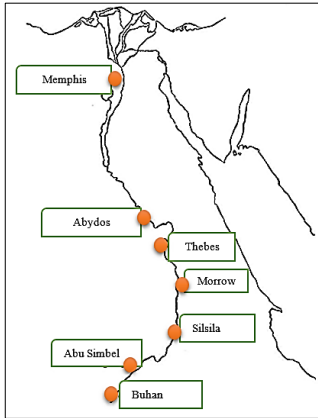 Memphis
Abydos
Thebes
Morrow
Silsila
Abu Simbel
Buhan